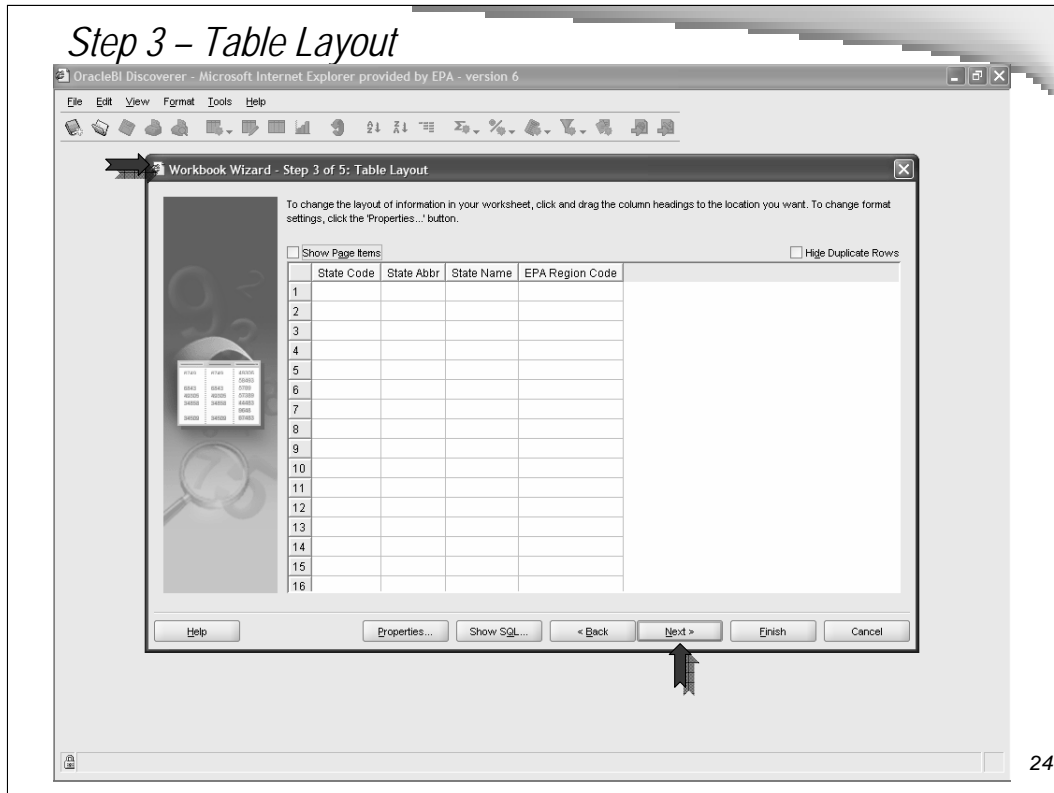 Step 3 – Table Layout
OracleBI Discoverer - Microsoft Internet Explorer provided by EPA - version 6
File Edit View Format Tools Help
Workbook Wizard - Step 3 of 5: Table Layout
To change the layout of information in your worksheet, click and drag the column headings to the location you want. To change format
settings, click the 'Properties...' button.
Show Page Items
Hide Duplicate Rows
State Code State Abbr State Name EPA Region Code
1
2
3
4
5
6
7
8
9
10
11
12
13
14
15
16
Help Properties... Show SQL... < Back Next > Finish Cancel
24